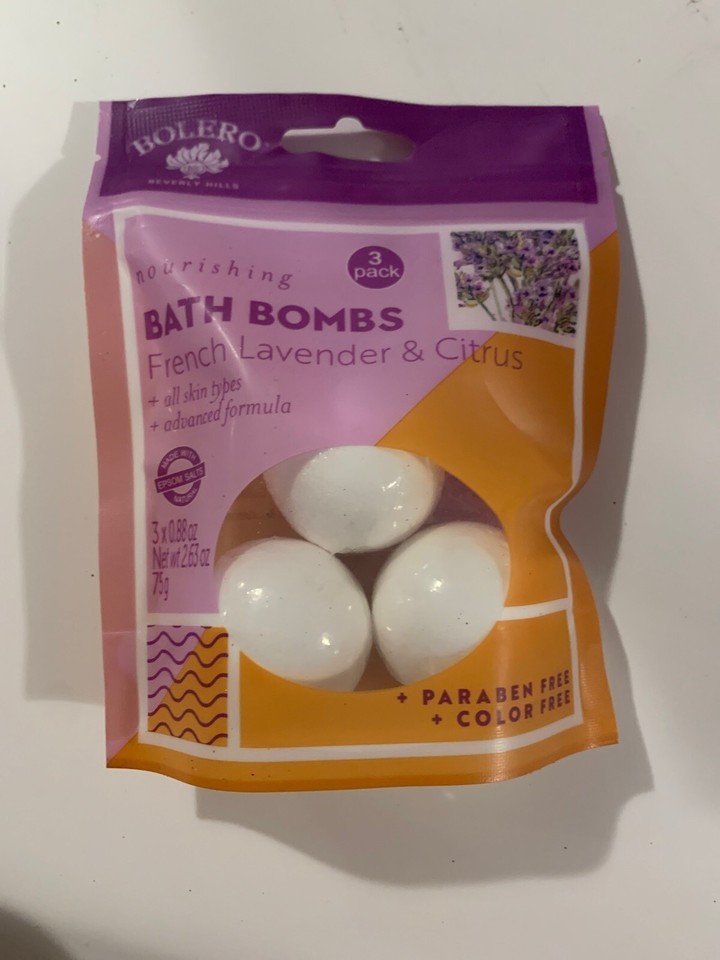 BOLERO
BEVERLY HILLS
nourishing
3
pack
BATH BOMBS
French Lavender & Citrus
+ all skin types
+ advanced formula
MADE WITH
EPSOM SALTS
NATURAL
3 x 0.88 oz
Net wt 2.63 oz
75g
+ PARABEN FREE
+ COLOR FREE